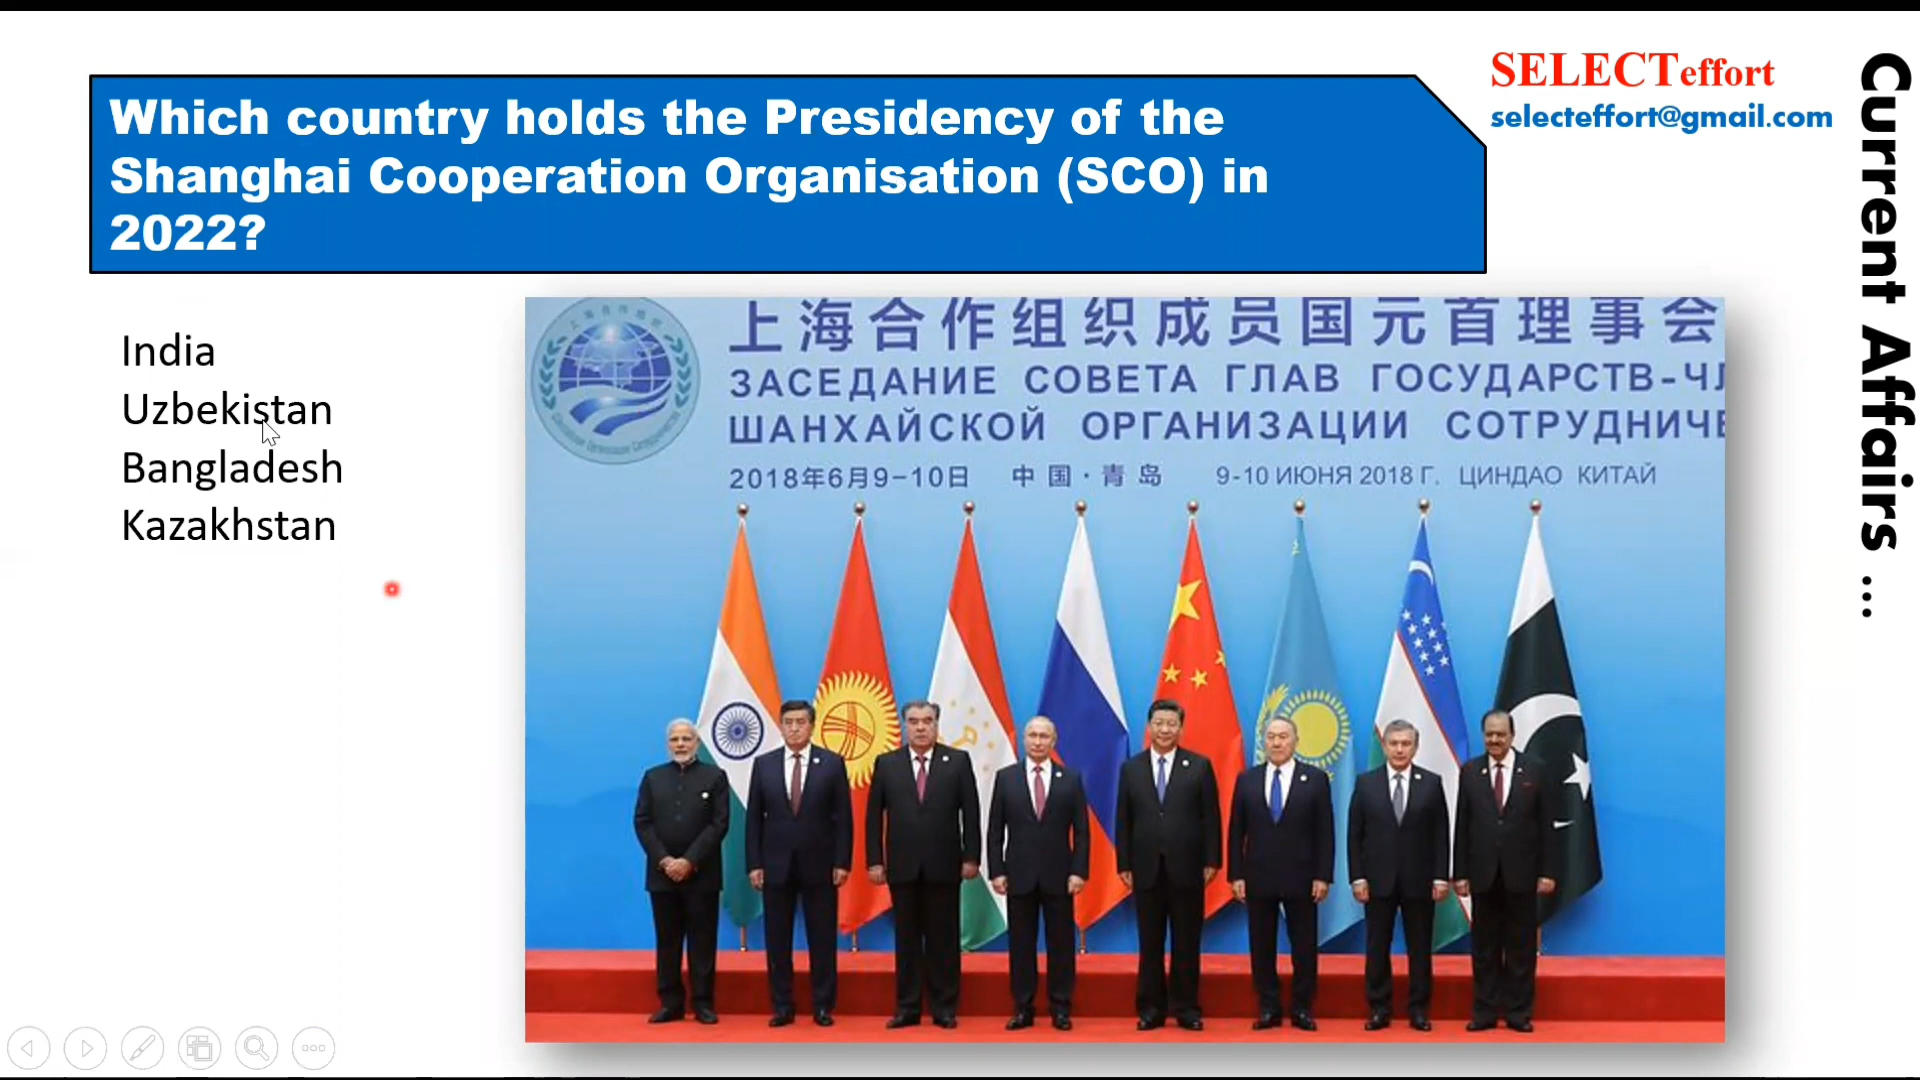 SELECTeffort
selecteffort@gmail.com
Current Affairs ...
Which country holds the Presidency of the
Shanghai Cooperation Organisation (SCO) in
2022?
India
Uzbekistan
Bangladesh
Kazakhstan
上海合作组织成员国元首理事会
ЗАСЕДАНИЕ СОВЕТА ГЛАВ ГОСУДАРСТВ-ЧЛ
ШАНХАЙСКОЙ ОРГАНИЗАЦИИ СОТРУДНИЧЕ
2018年6月9-10日 中国·青岛 9-10 ИЮНЯ 2018 Г. ЦИНДАО КИТАЙ